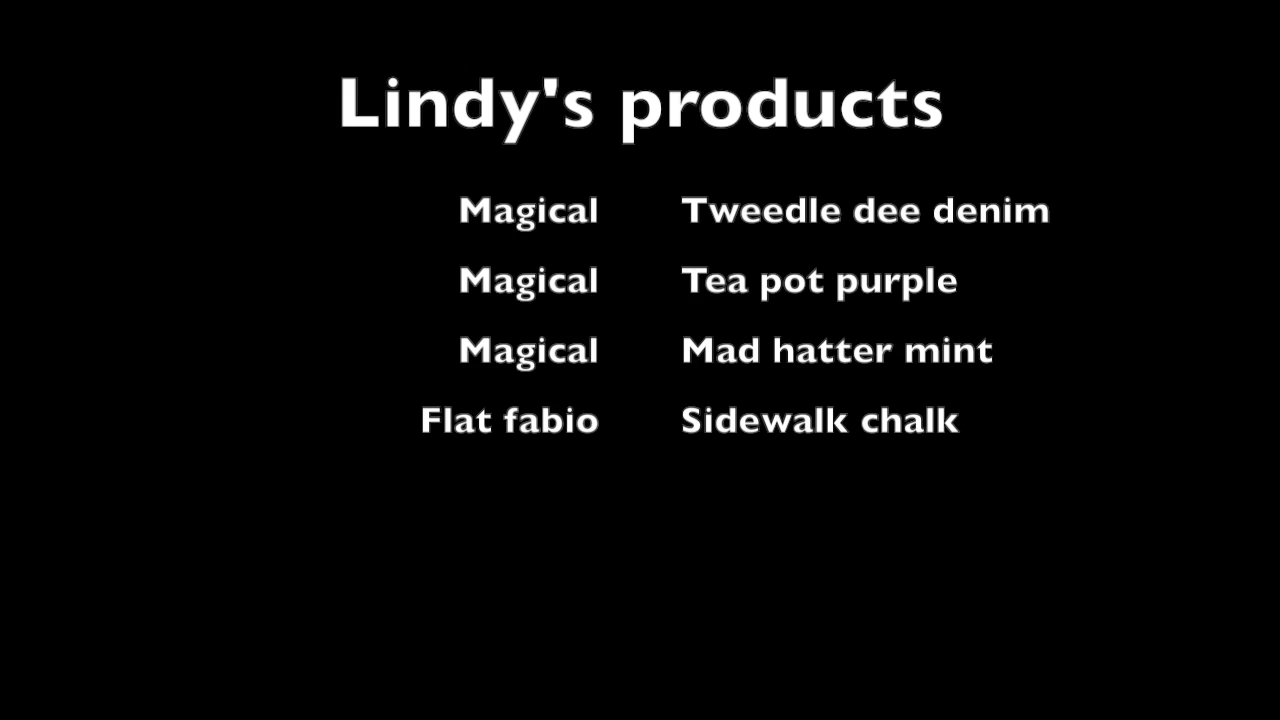 Lindy's products
Magical Tweedle dee denim
Magical Tea pot purple
Magical Mad hatter mint
Flat fabio Sidewalk chalk